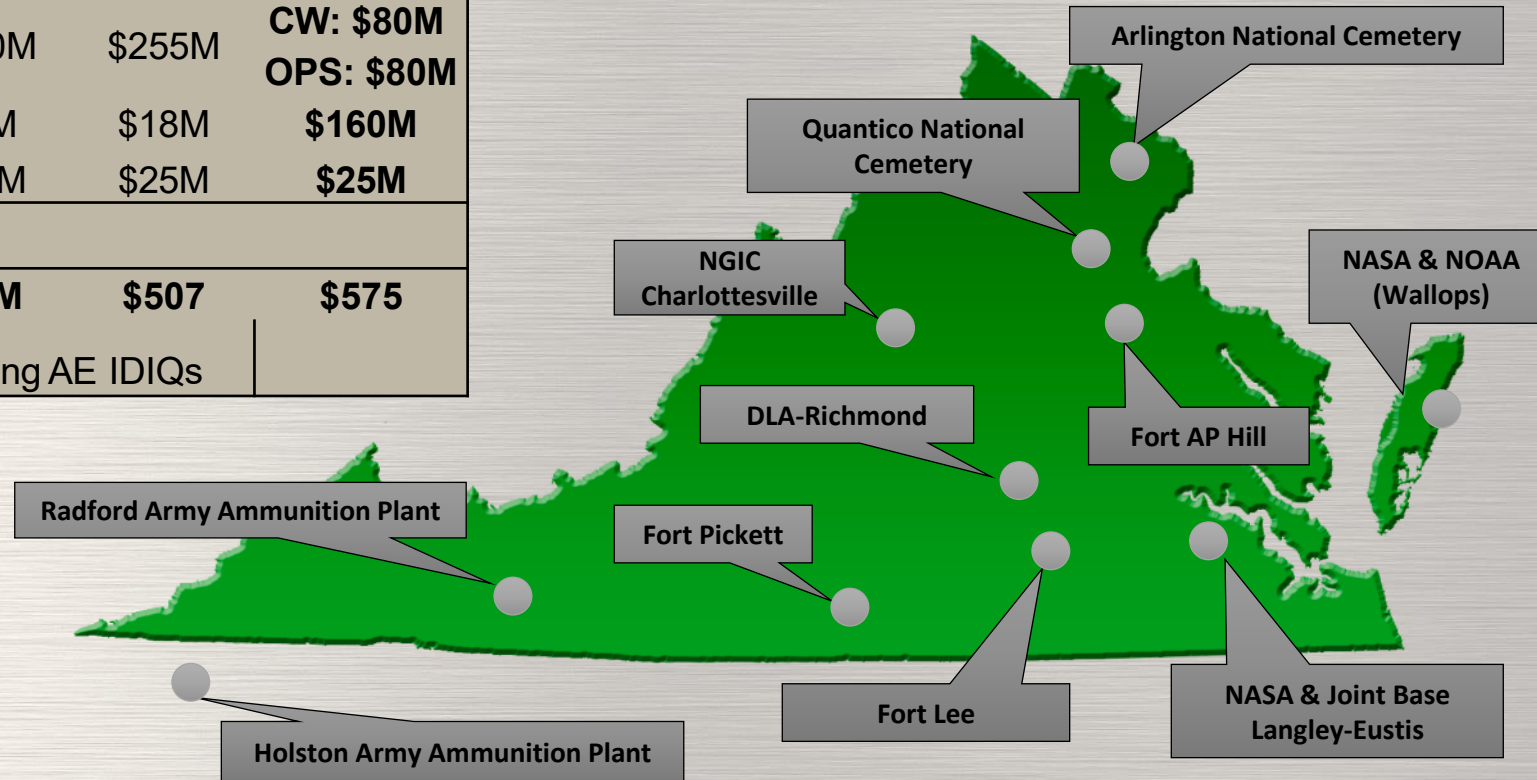 $255M
CW: $80M
OPS: $80M
$18M
$160M
$25M
$25M
$507
$575
AE IDIQs
Arlington National Cemetery
Quantico National
Cemetery
NGIC
Charlottesville
NASA & NOAA
(Wallops)
DLA-Richmond
Fort AP Hill
Radford Army Ammunition Plant
Fort Pickett
Fort Lee
NASA & Joint Base
Langley-Eustis
Holston Army Ammunition Plant